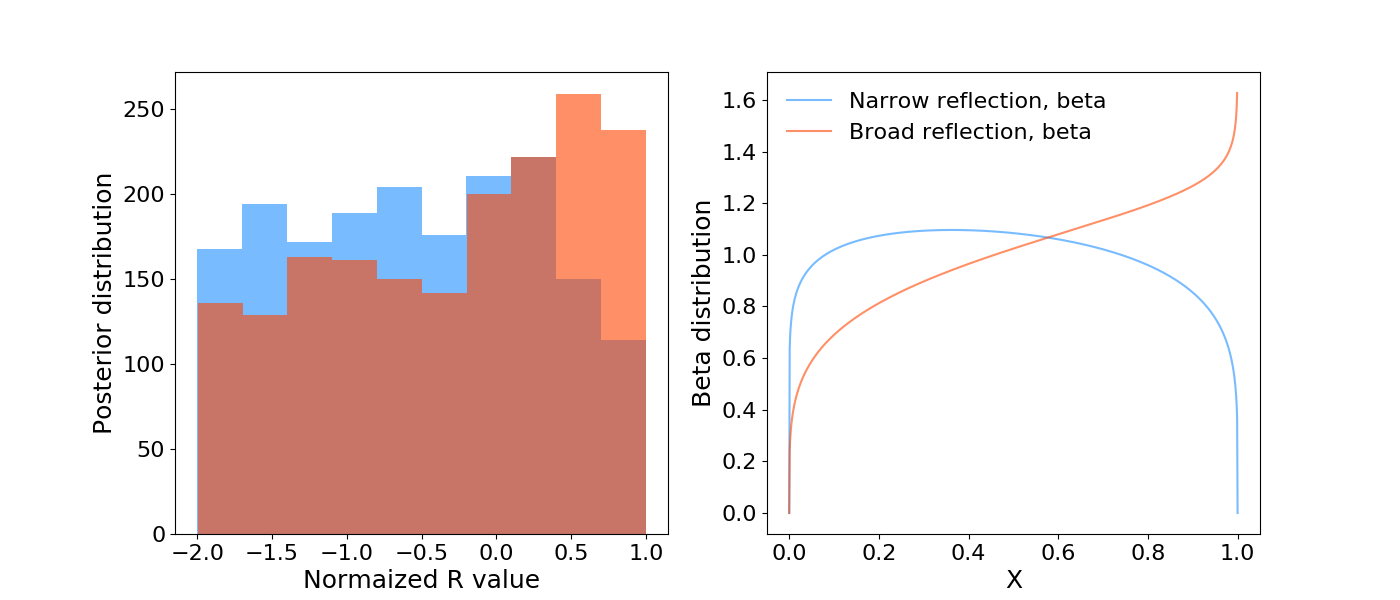 Posterior distribution
250
200
150
100
50
0
−2.0 −1.5 −1.0 −0.5 0.0 0.5 1.0
Normaized R value
Beta distribution
1.6
1.4
1.2
1.0
0.8
0.6
0.4
0.2
0.0
Narrow reflection, beta
Broad reflection, beta
0.0 0.2 0.4 0.6 0.8 1.0
X